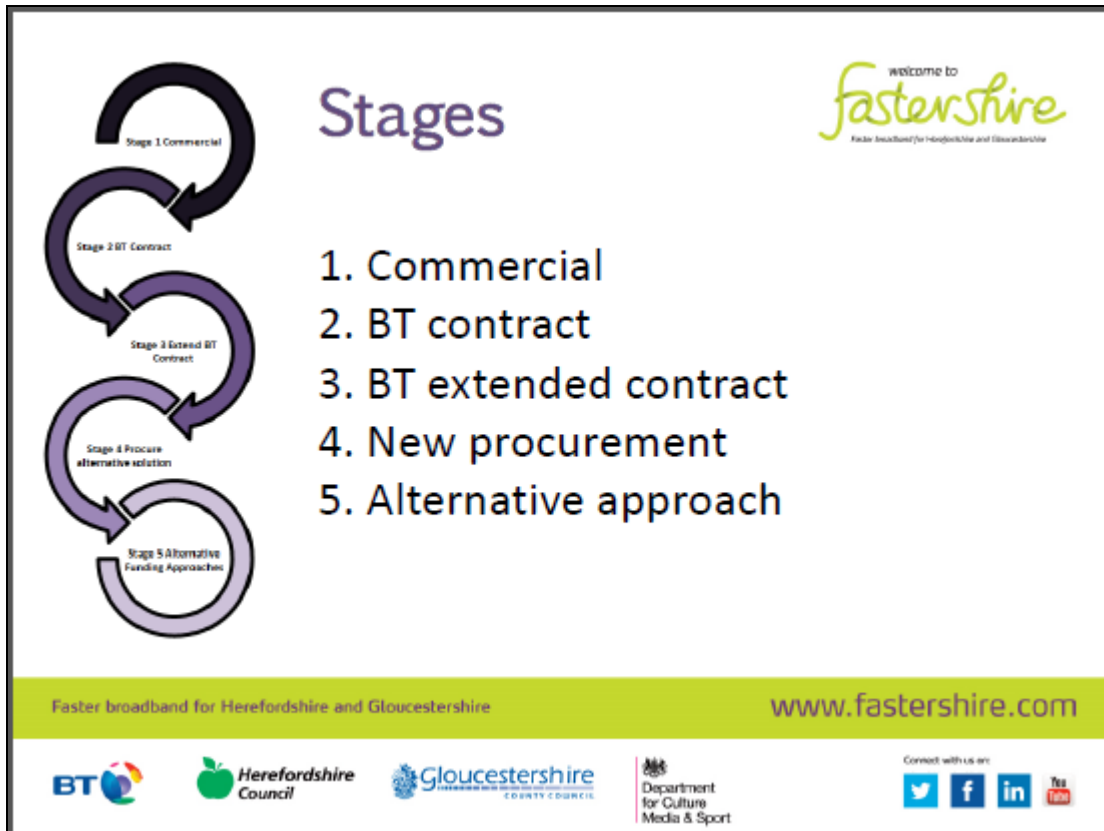 Stages
welcome to
fastershire
Faster broadband for Herefordshire and Gloucestershire
Stage 1 Commercial
Stage 2 BT Contract
Stage 3 Extend BT
Contract
Stage 4 Procure
alternative solution
Stage 5 Alternative
Funding Approaches
1. Commercial
2. BT contract
3. BT extended contract
4. New procurement
5. Alternative approach
Faster broadband for Herefordshire and Gloucestershire
www.fastershire.com
BT
Herefordshire
Council
Gloucestershire
COUNTY COUNCIL
Department
for Culture
Media & Sport
Connect with us on:
f
in
You
Tube